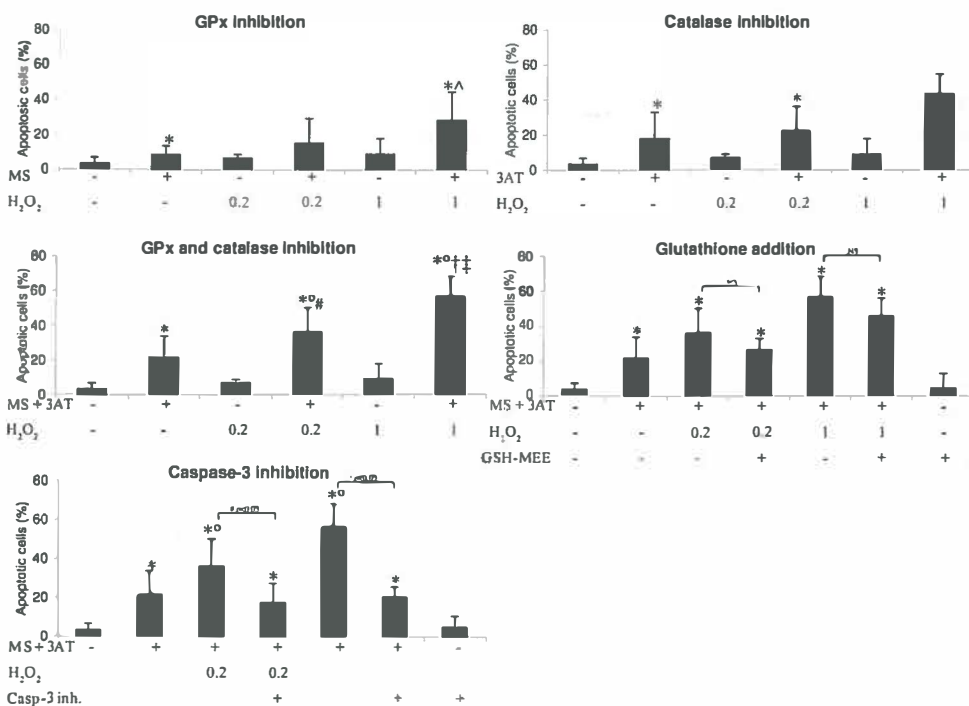 GPx inhibition
Apoptosic cells (%)
80
60
40
20
0
*
*^
MS - + - + - +
H₂O₂ - - 0.2 0.2 1 1
Catalase inhibition
Apoptotic cells (%)
80
60
40
20
0
*
*
3AT - + - + - +
H₂O₂ - - 0.2 0.2 1 1
GPx and catalase inhibition
Apoptotic cells (%)
80
60
40
20
0
*
*º#
*º†‡
MS + 3AT - + - + - +
H₂O₂ - - 0.2 0.2 1 1
Glutathione addition
Apoptotic cells (%)
80
60
40
20
0
*
*
*
*
*
MS + 3AT - + + + + + -
H₂O₂ - - 0.2 0.2 1 1 -
GSH-MEE - - - + - + +
Caspase-3 inhibition
Apoptotic cells (%)
80
60
40
20
0
*
*º
*
*º
*
MS + 3AT - + + + + + -
H₂O₂ 0.2 0.2
Casp-3 inh. + + +